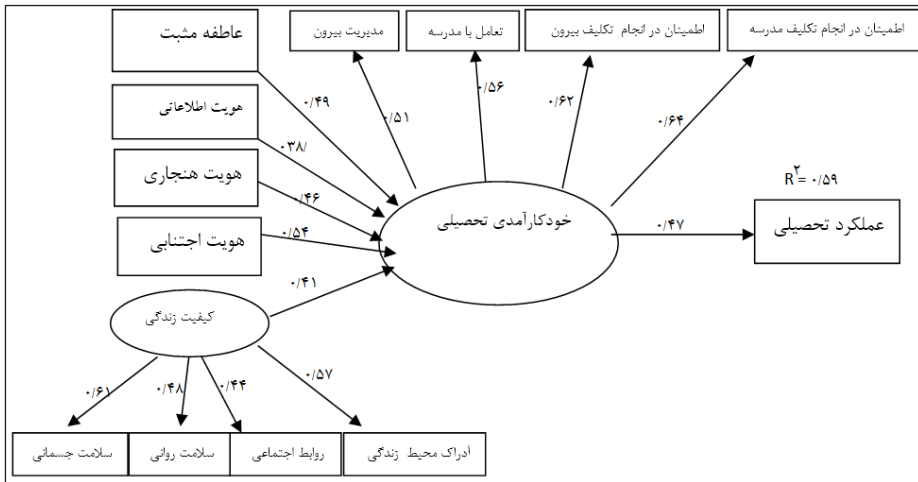 عاطفه مثبت
مدیریت بیرون
تعامل با مدرسه
اطمینان در انجام تکلیف بیرون
اطمینان در انجام تکلیف مدرسه
هویت اطلاعاتی
۰/۴۹
۰/۵۱
۰/۵۶
۰/۶۲
۰/۶۴
۰۳۸/
هویت هنجاری
۰/۴۶
هویت اجتنابی
۰/۵۴
خودکارآمدی تحصیلی
R۲= ۰/۵۹
۰/۴۷
عملکرد تحصیلی
۰/۴۱
کیفیت زندگی
۰/۶۱
۰/۴۸
۰/۴۴
۰/۵۷
سلامت جسمانی
سلامت روانی
روابط اجتماعی
ادراک محیط زندگی